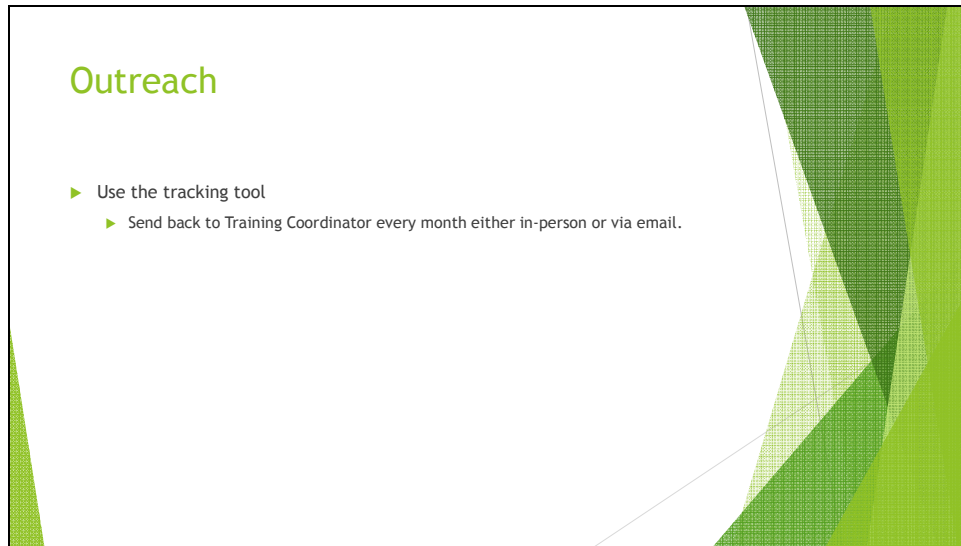 Outreach
Use the tracking tool
Send back to Training Coordinator every month either in-person or via email.